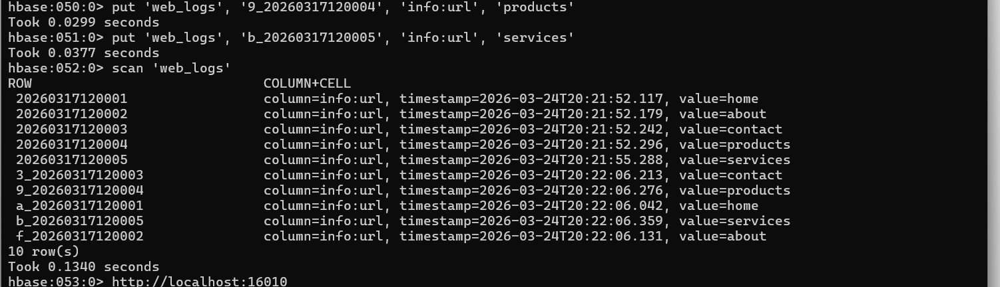 hbase:050:0> put 'web_logs', '9_20260317120004', 'info:url', 'products'
Took 0.0299 seconds
hbase:051:0> put 'web_logs', 'b_20260317120005', 'info:url', 'services'
Took 0.0377 seconds
hbase:052:0> scan 'web_logs'
ROW                             COLUMN+CELL
 20260317120001                 column=info:url, timestamp=2026-03-24T20:21:52.117, value=home
 20260317120002                 column=info:url, timestamp=2026-03-24T20:21:52.179, value=about
 20260317120003                 column=info:url, timestamp=2026-03-24T20:21:52.242, value=contact
 20260317120004                 column=info:url, timestamp=2026-03-24T20:21:52.296, value=products
 20260317120005                 column=info:url, timestamp=2026-03-24T20:21:55.288, value=services
 3_20260317120003               column=info:url, timestamp=2026-03-24T20:22:06.213, value=contact
 9_20260317120004               column=info:url, timestamp=2026-03-24T20:22:06.276, value=products
 a_20260317120001               column=info:url, timestamp=2026-03-24T20:22:06.042, value=home
 b_20260317120005               column=info:url, timestamp=2026-03-24T20:22:06.359, value=services
 f_20260317120002               column=info:url, timestamp=2026-03-24T20:22:06.131, value=about
10 row(s)
Took 0.1340 seconds
hbase:053:0> http://localhost:16010